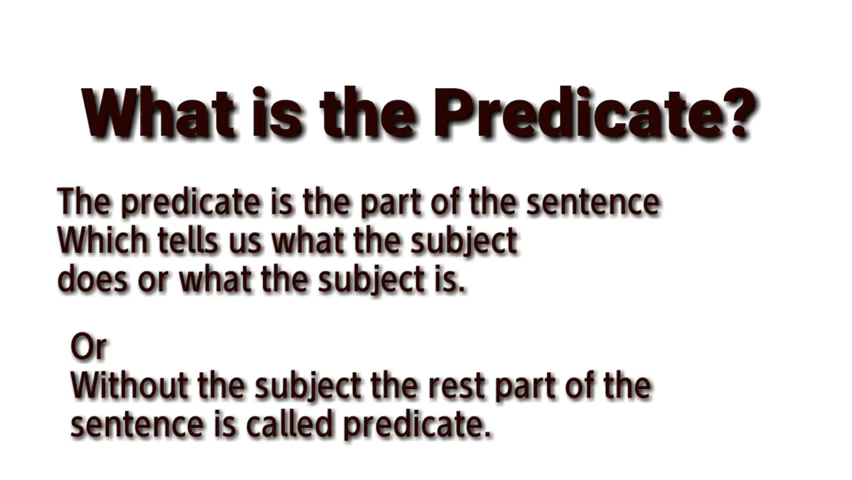 What is the Predicate?
The predicate is the part of the sentence
Which tells us what the subject
does or what the subject is.
Or
Without the subject the rest part of the
sentence is called predicate.